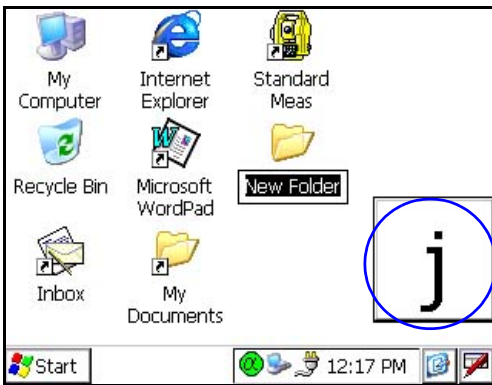 My
Computer
Internet
Explorer
Standard
Meas
Recycle Bin
Microsoft
WordPad
New Folder
Inbox
My
Documents
j
Start
α
12:17 PM